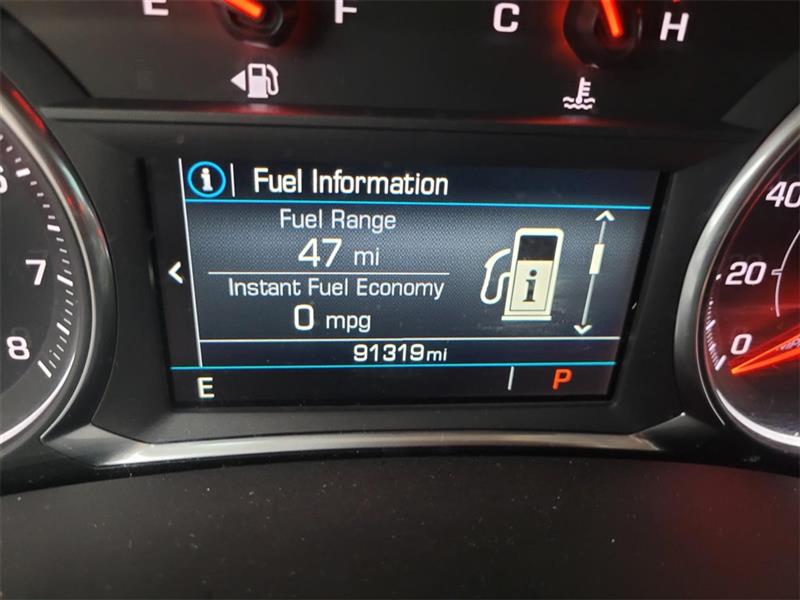 E F C H
i Fuel Information
Fuel Range
47 mi
Instant Fuel Economy
0 mpg
i
91319mi
E P
7
8
40
20
0